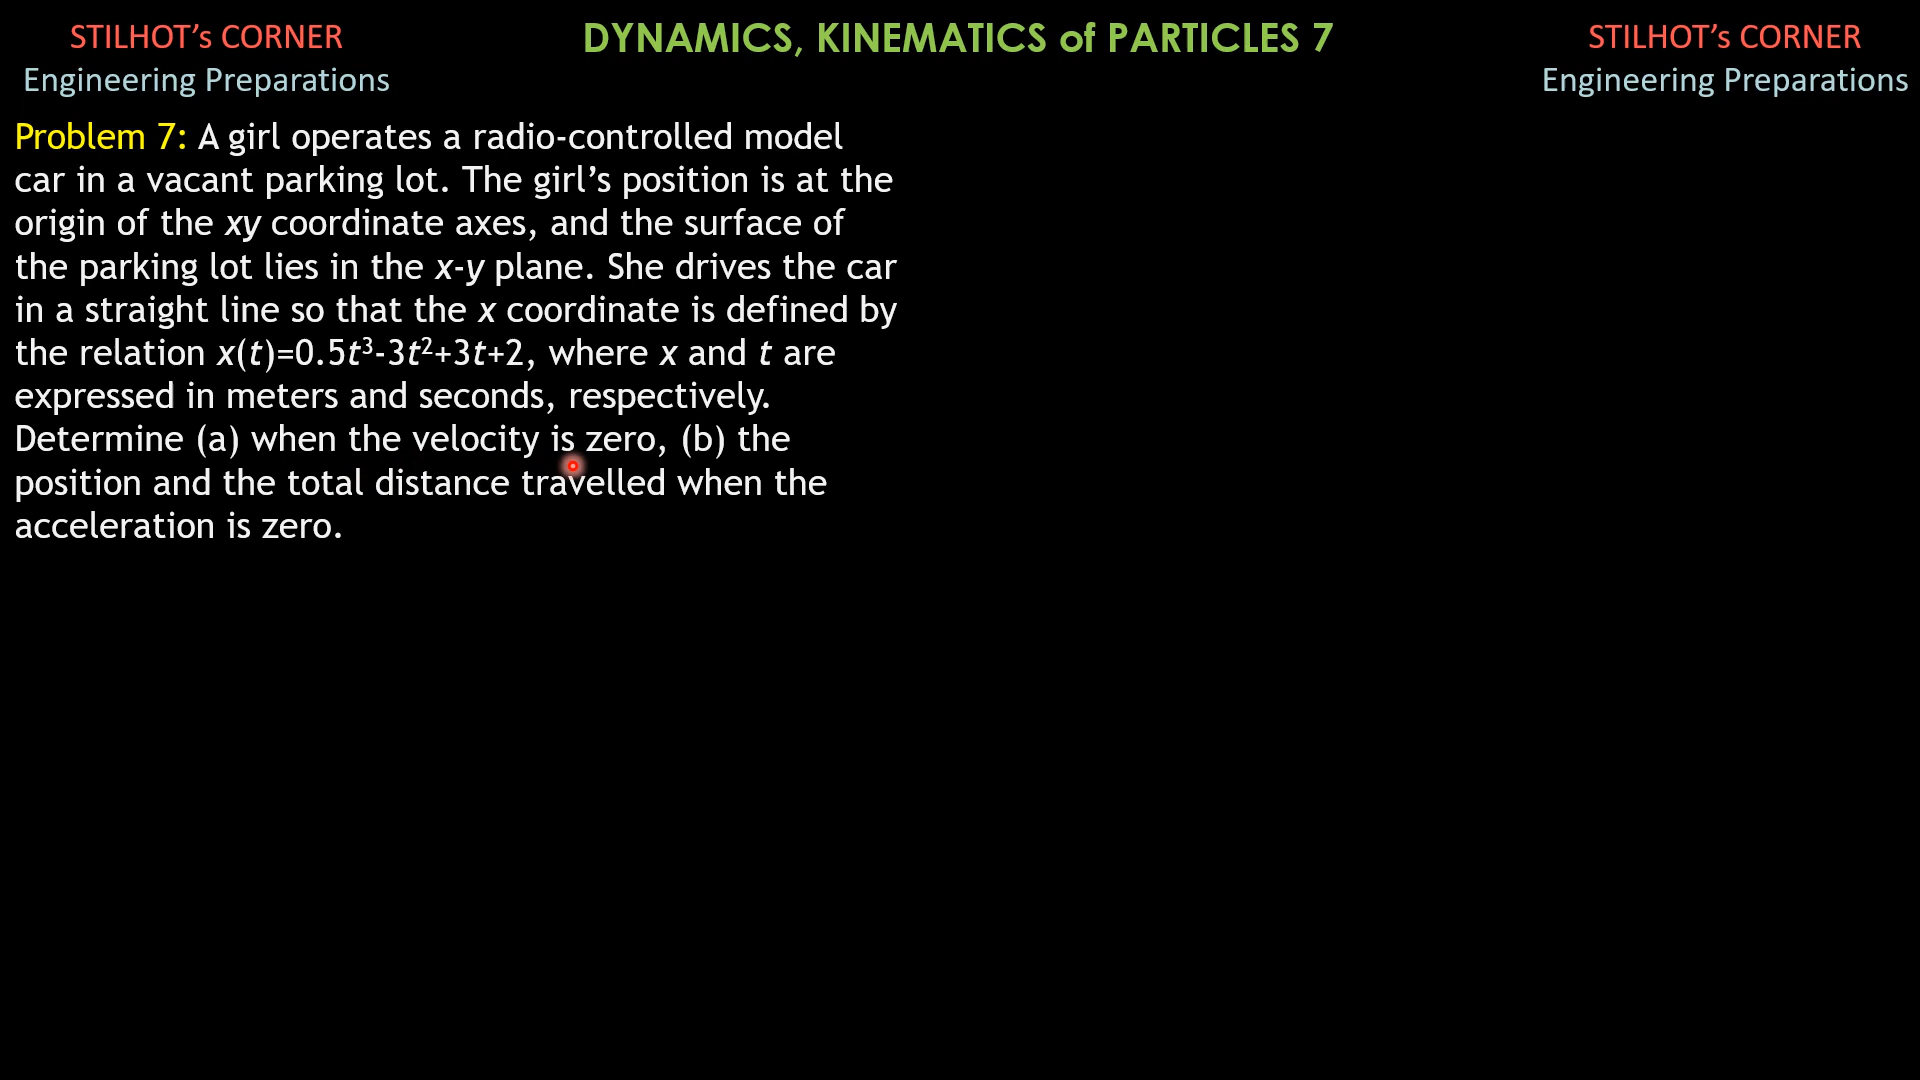 STILHOT’s CORNER
Engineering Preparations
DYNAMICS, KINEMATICS of PARTICLES 7
STILHOT’s CORNER
Engineering Preparations
Problem 7: A girl operates a radio-controlled model
car in a vacant parking lot. The girl’s position is at the
origin of the xy coordinate axes, and the surface of
the parking lot lies in the x-y plane. She drives the car
in a straight line so that the x coordinate is defined by
the relation x(t)=0.5t³-3t²+3t+2, where x and t are
expressed in meters and seconds, respectively.
Determine (a) when the velocity is zero, (b) the
position and the total distance travelled when the
acceleration is zero.